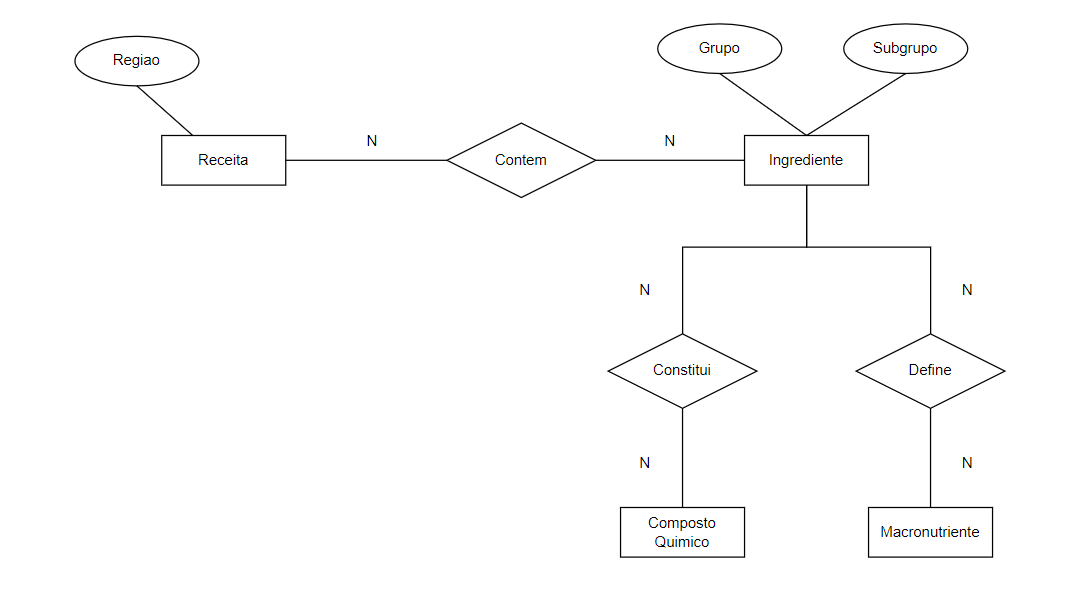 Regiao
Grupo
Subgrupo
Receita
N
Contem
N
Ingrediente
N
N
Constitui
Define
N
N
Composto
Quimico
Macronutriente